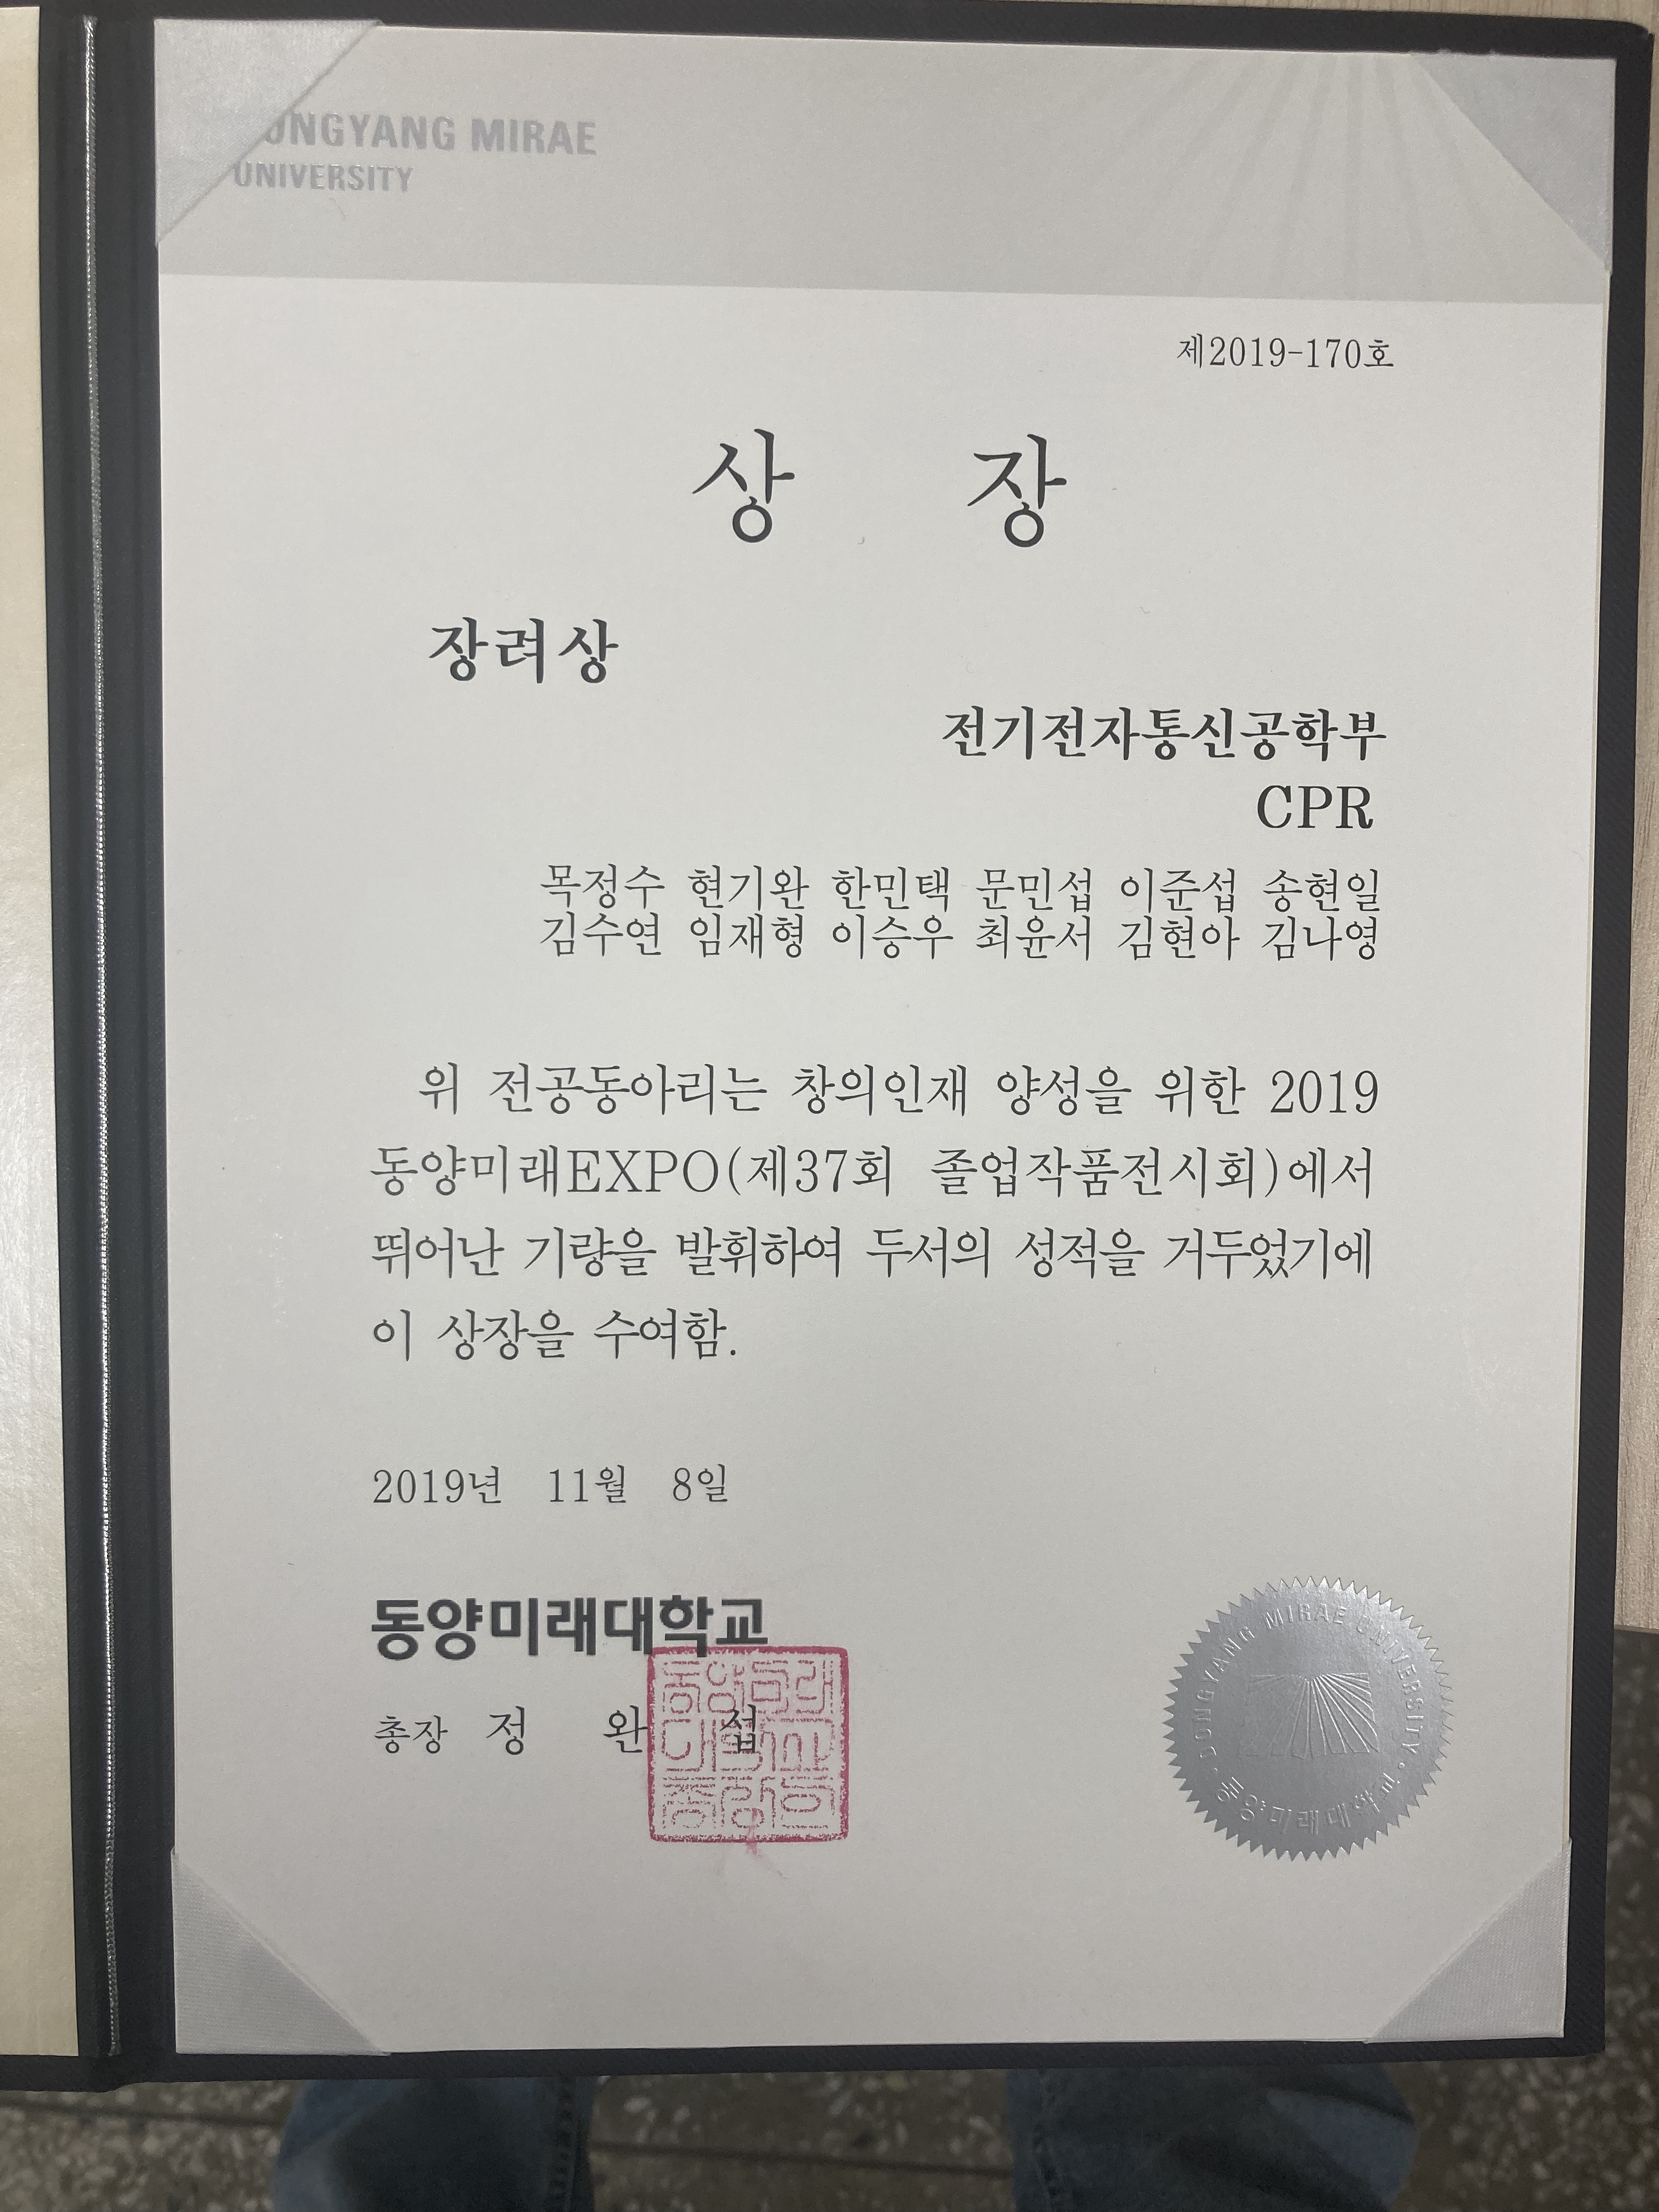 MIRAE
UNIVERSITY
제2019-170호
상 장
장려상
전기전자통신공학부
CPR
목정수 현기완 한민택 문민섭 이준섭 송현일
김수연 임재형 이승우 최윤서 김현아 김나영
위 전공동아리는 창의인재 양성을 위한 2019
동양미래EXPO(제37회 졸업작품전시회)에서
뛰어난 기량을 발휘하여 두서의 성적을 거두었기에
이 상장을 수여함.
2019년 11월 8일
동양미래대학교
총장 정 완 섭
동양미래
대학교
총장인
DONGYANG MIRAE UNIVERSITY
동양미래대학교